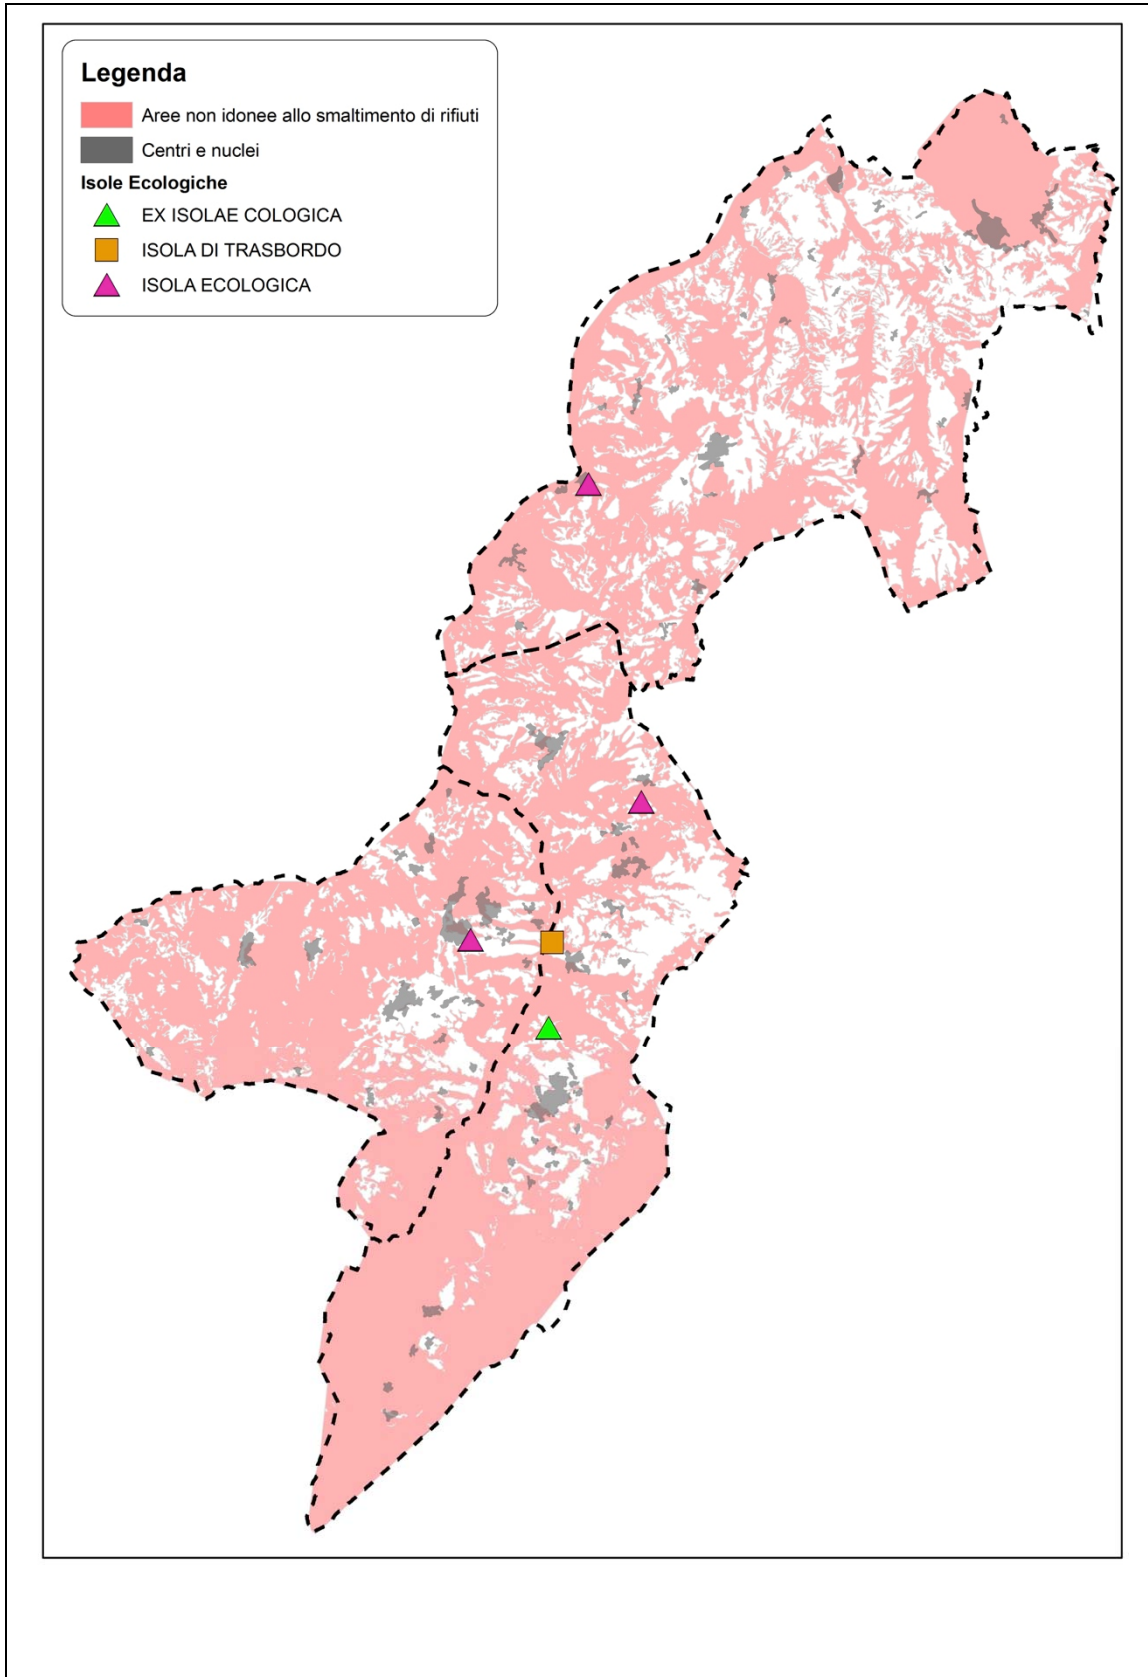 Legenda
Aree non idonee allo smaltimento di rifiuti
Centri e nuclei
Isole Ecologiche
EX ISOLAE COLOGICA
ISOLA DI TRASBORDO
ISOLA ECOLOGICA